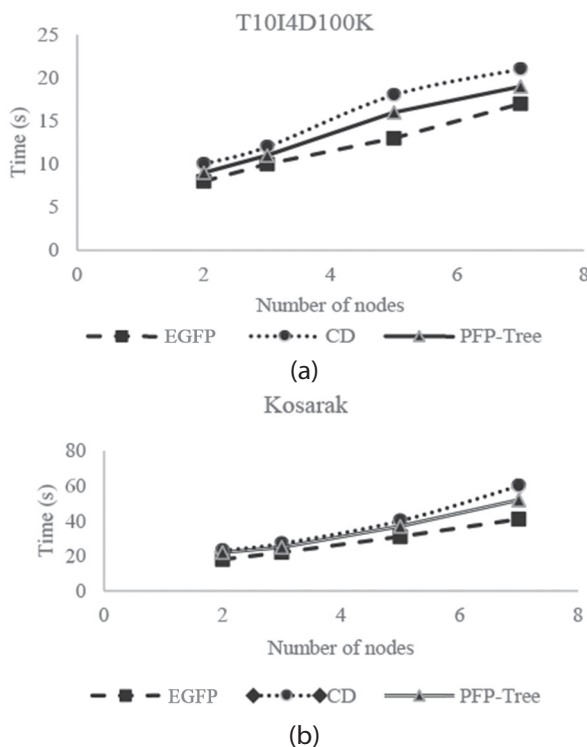 T10I4D100K
25
20
15
10
5
0
Time (s)
0 2 4 6 8
Number of nodes
EGFP CD PFP-Tree
(a)
Kosarak
80
60
40
20
0
Time (s)
0 2 4 6 8
Number of nodes
EGFP CD PFP-Tree
(b)